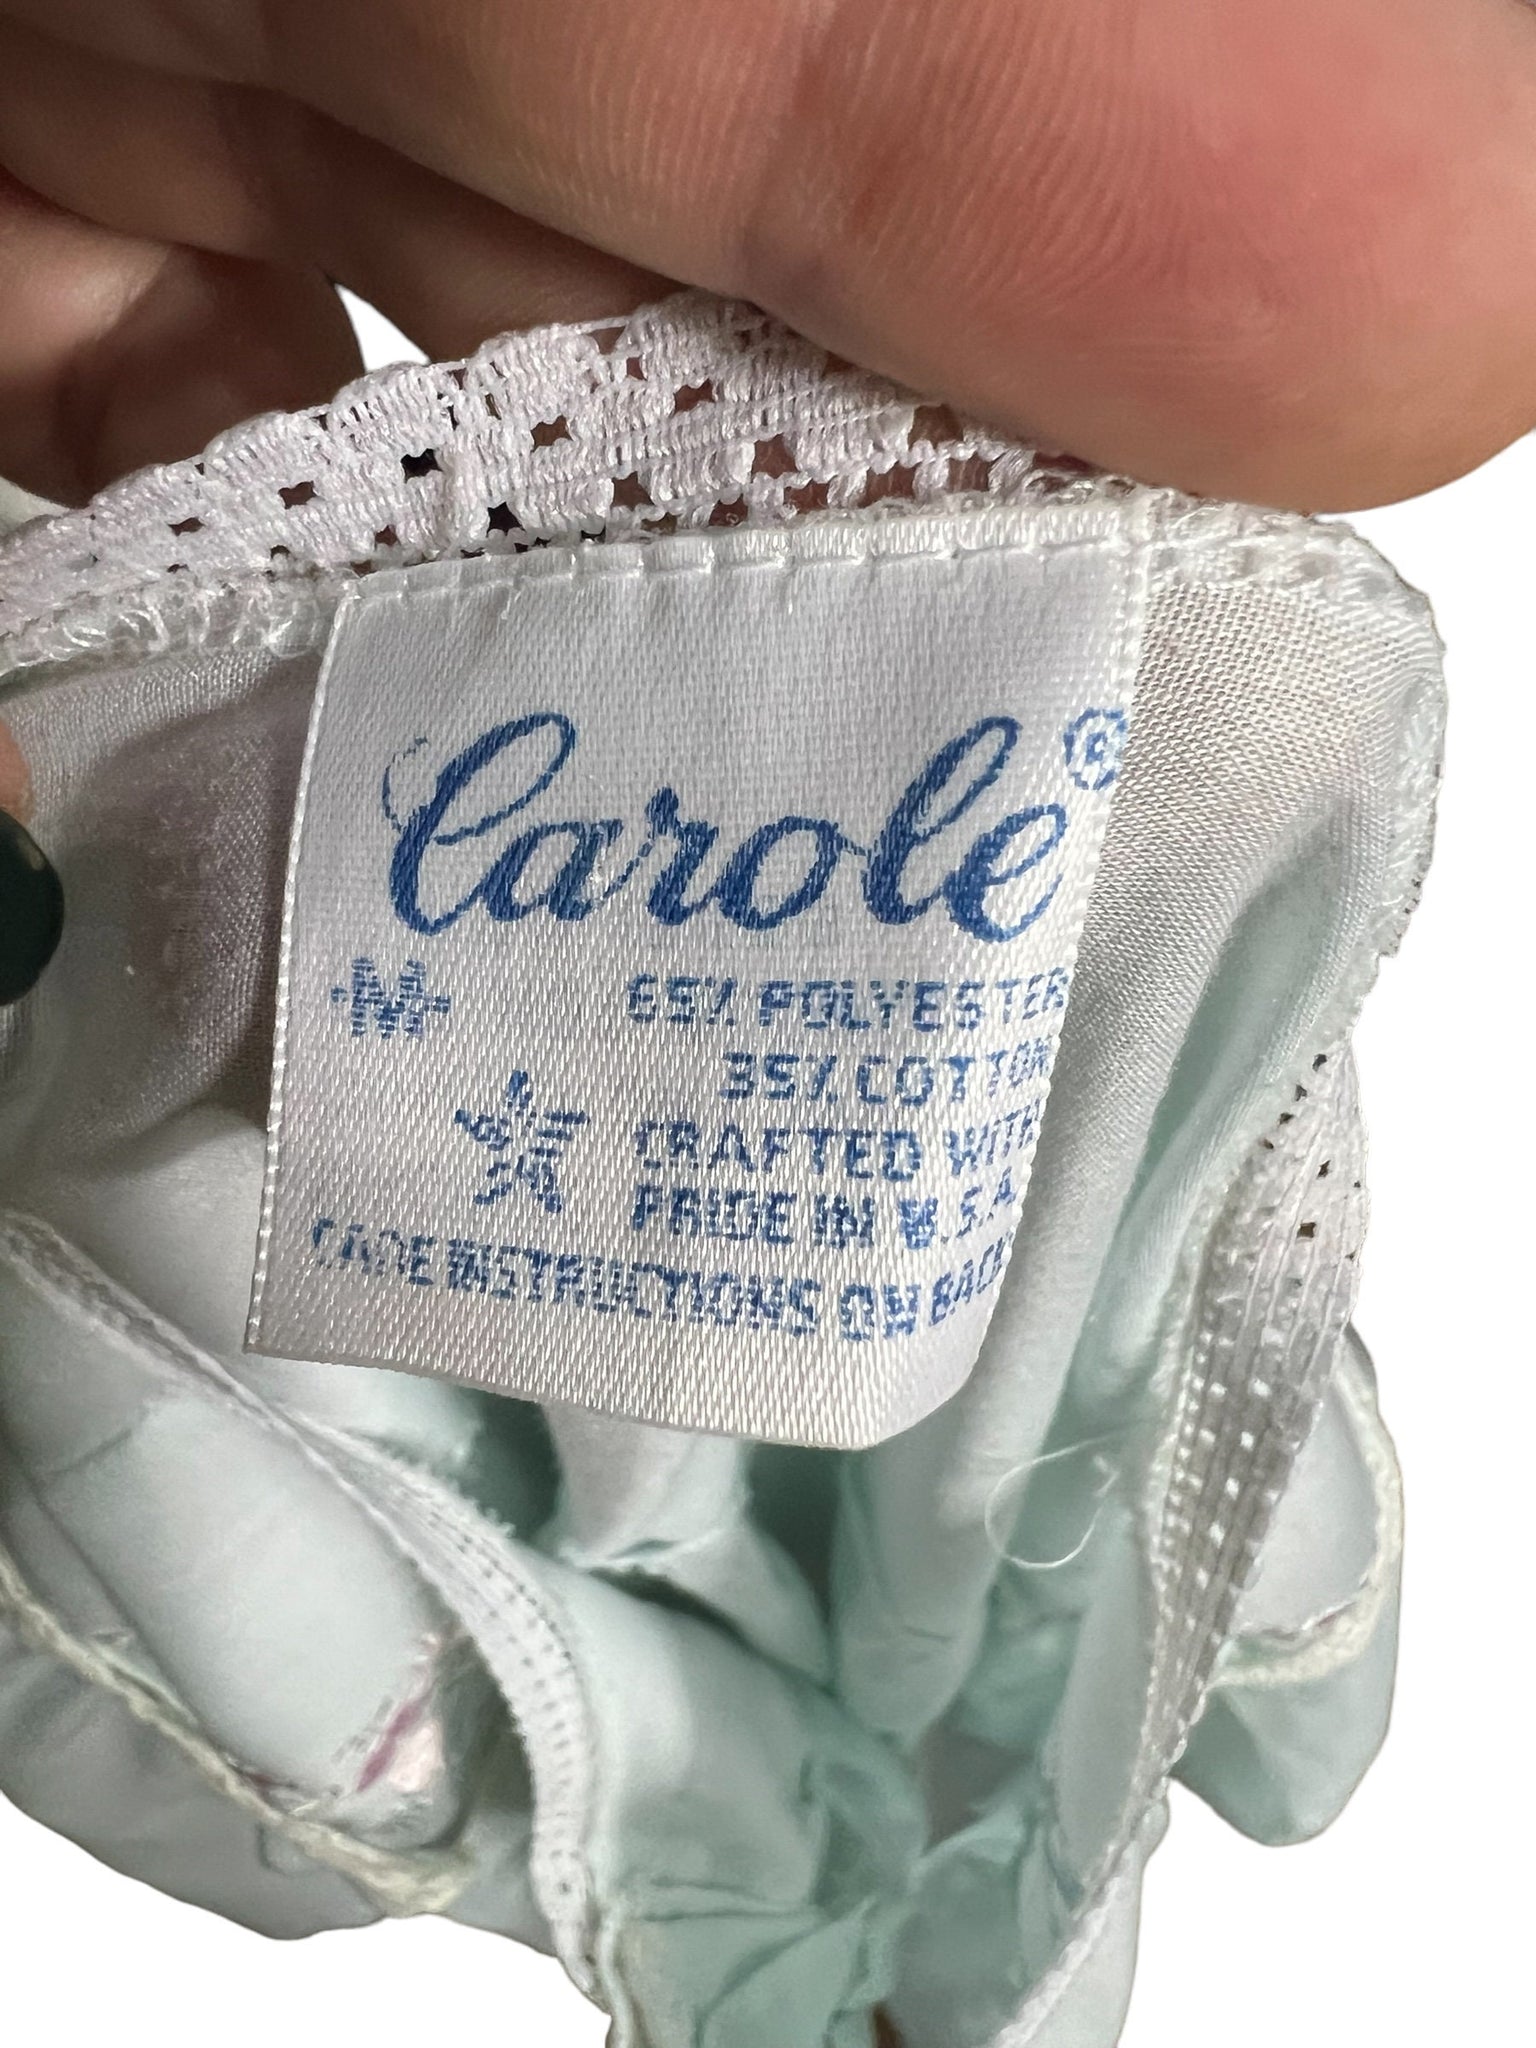 Carole®
-M-
65% POLYESTER
35% COTTON
CRAFTED WITH
PRIDE IN U.S.A.
CARE INSTRUCTIONS ON BACK